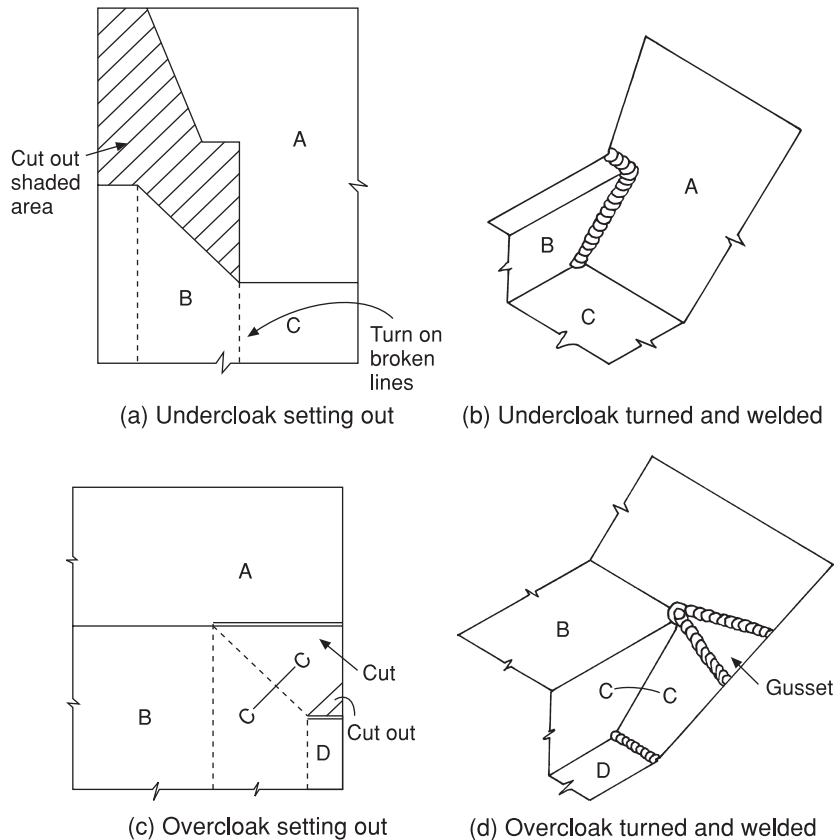 A
Cut out
shaded
area
B
C
Turn on
broken
lines
(a) Undercloak setting out
A
B
C
(b) Undercloak turned and welded
A
B
C C
Cut
Cut out
D
(c) Overcloak setting out
B
C C
Gusset
D
(d) Overcloak turned and welded